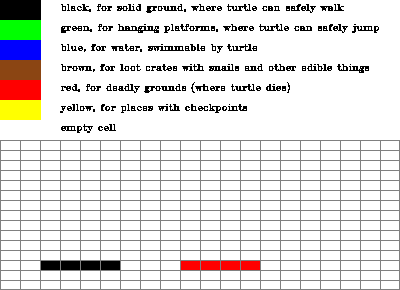 black, for solid ground, where turtle can safely walk
green, for hanging platforms, where turtle can safely jump
blue, for water, swimmable by turtle
brown, for loot crates with snails and other edible things
red, for deadly grounds (where turtle dies)
yellow, for places with checkpoints
empty cell